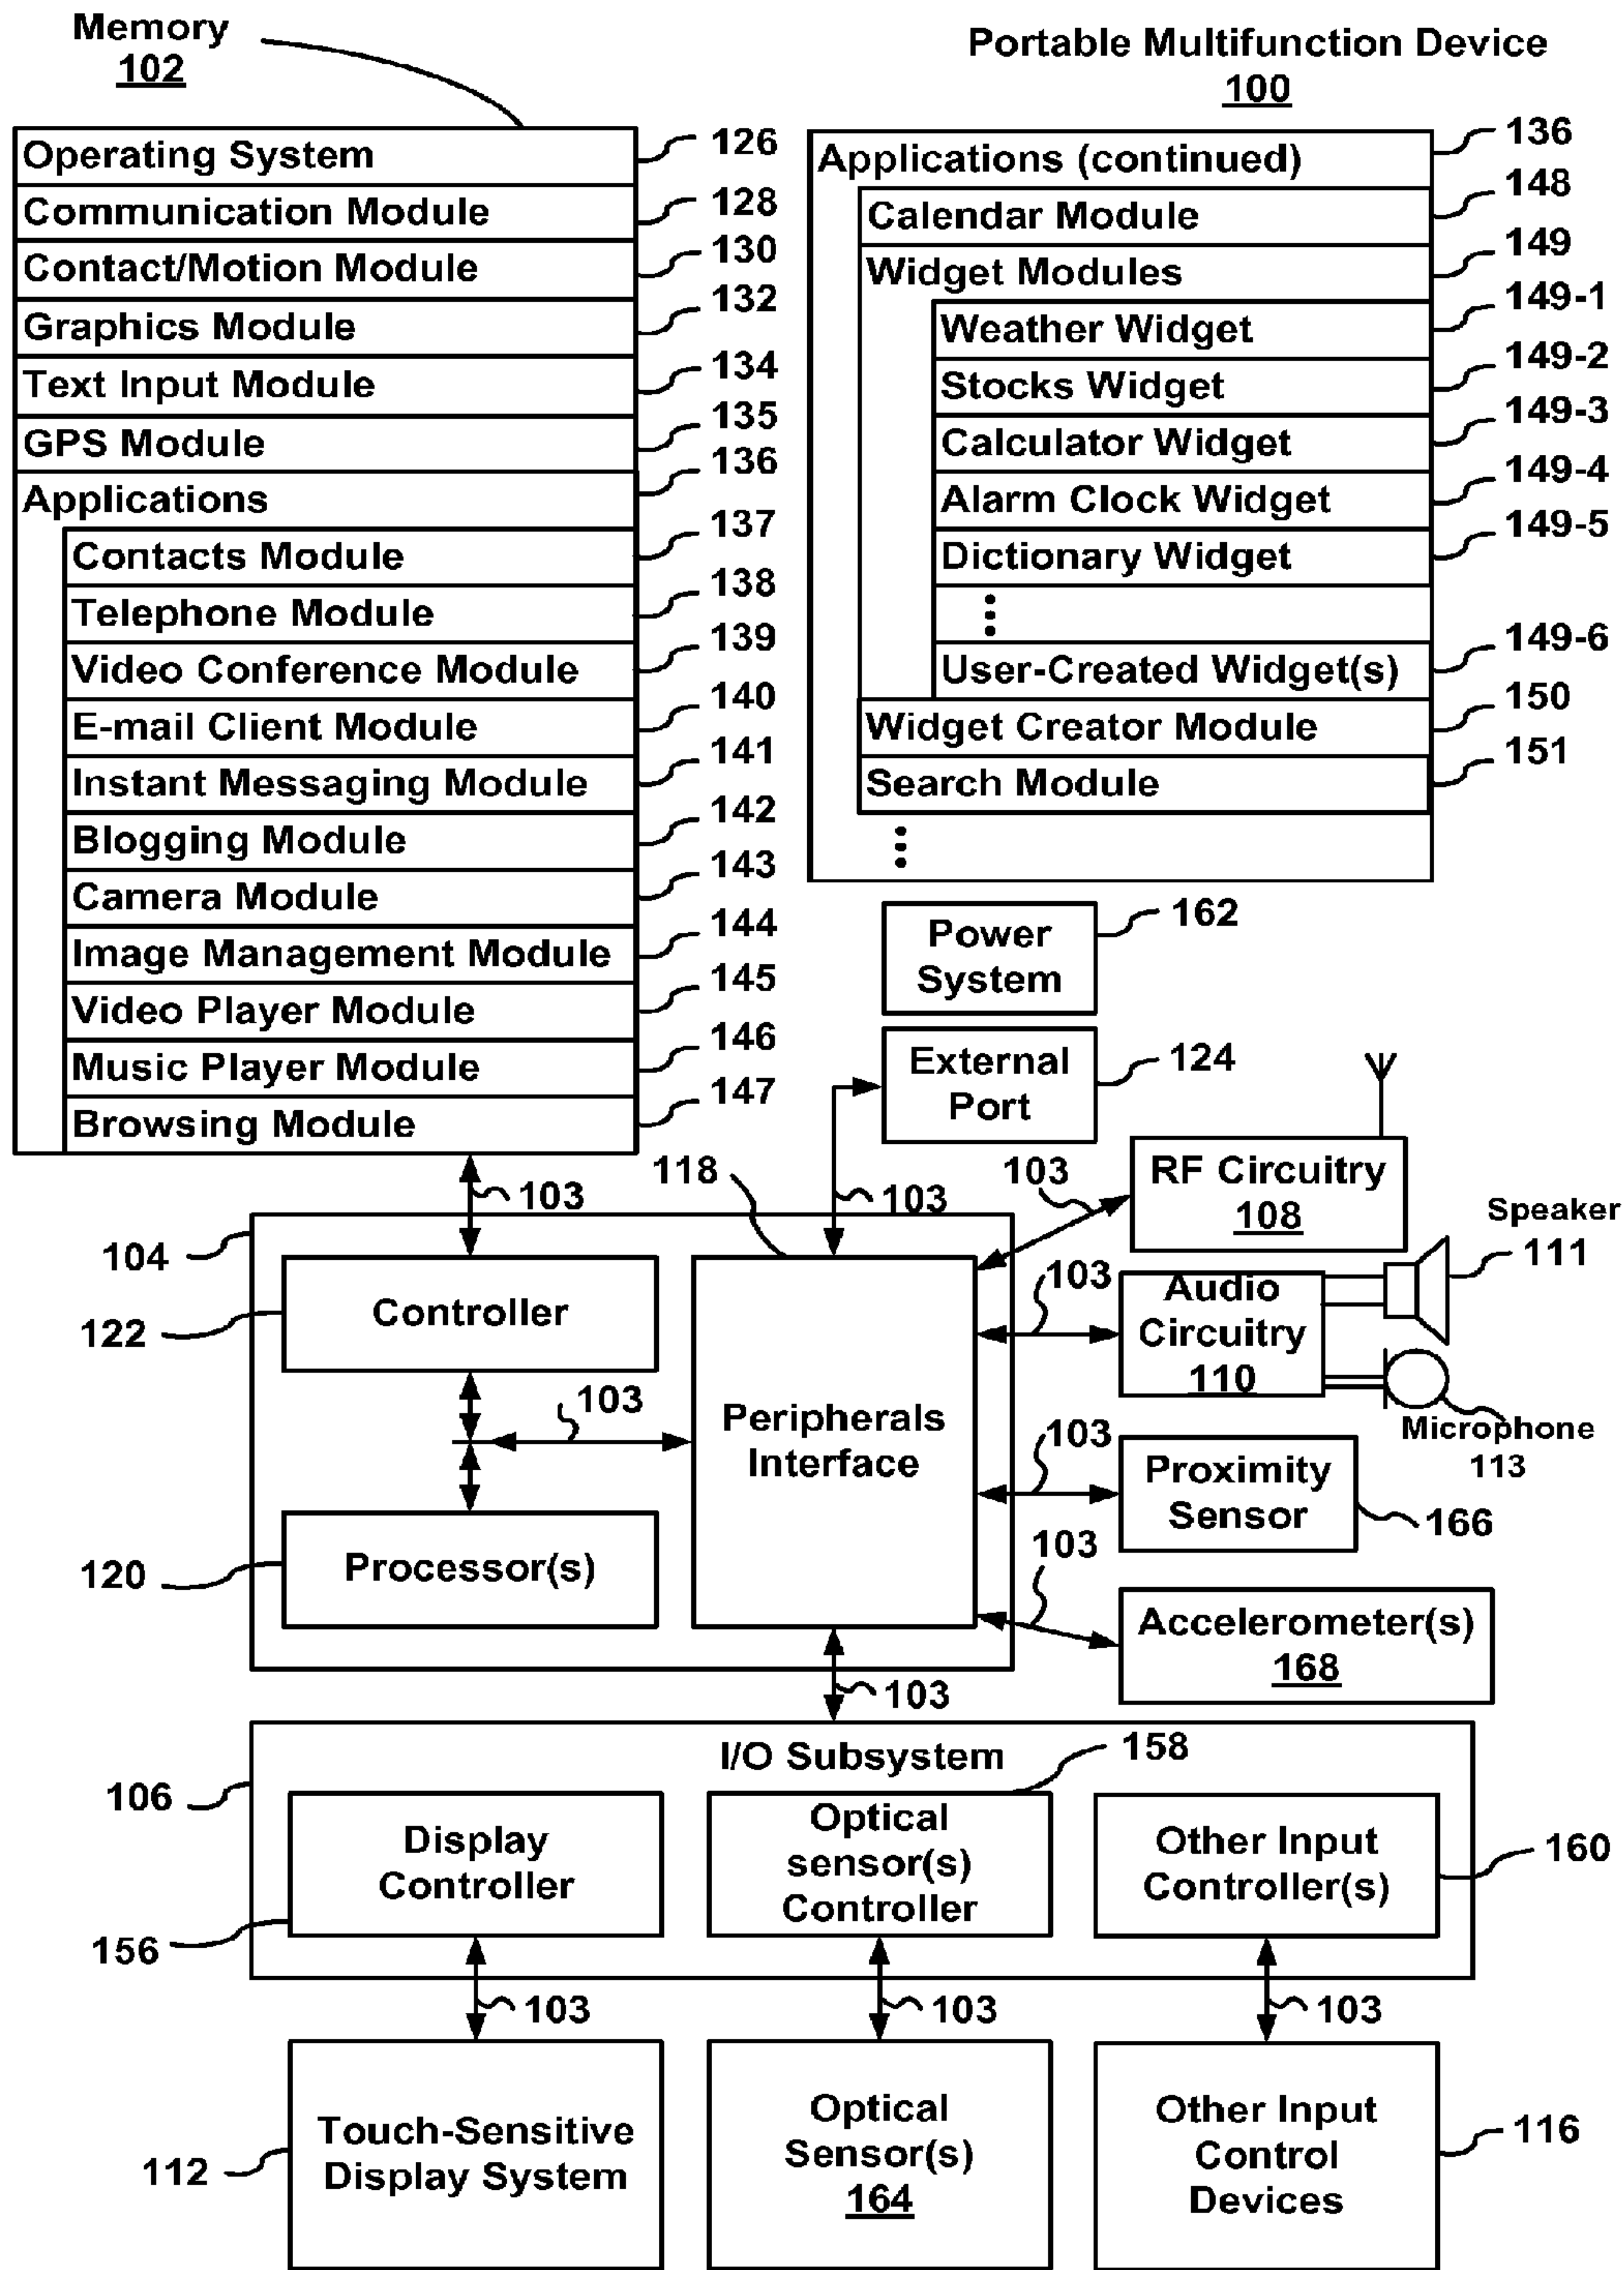 Memory
102
Operating System
126
Communication Module
128
Contact/Motion Module
130
Graphics Module
132
Text Input Module
134
GPS Module
135
Applications
136
Contacts Module
137
Telephone Module
138
Video Conference Module
139
E-mail Client Module
140
Instant Messaging Module
141
Blogging Module
142
Camera Module
143
Image Management Module
144
Video Player Module
145
Music Player Module
146
Browsing Module
147
Portable Multifunction Device
100
Applications (continued)
136
Calendar Module
148
Widget Modules
149
Weather Widget
149-1
Stocks Widget
149-2
Calculator Widget
149-3
Alarm Clock Widget
149-4
Dictionary Widget
149-5
User-Created Widget(s)
149-6
Widget Creator Module
150
Search Module
151
Power
System
162
External
Port
124
103
118
103
103
RF Circuitry
108
Speaker
111
104
Controller
122
103
Audio
Circuitry
110
Microphone
113
103
Peripherals
Interface
103
Proximity
Sensor
166
Processor(s)
120
103
Accelerometer(s)
168
103
I/O Subsystem
106
158
Display
Controller
156
Optical
sensor(s)
Controller
Other Input
Controller(s)
160
103
103
103
Touch-Sensitive
Display System
112
Optical
Sensor(s)
164
Other Input
Control
Devices
116